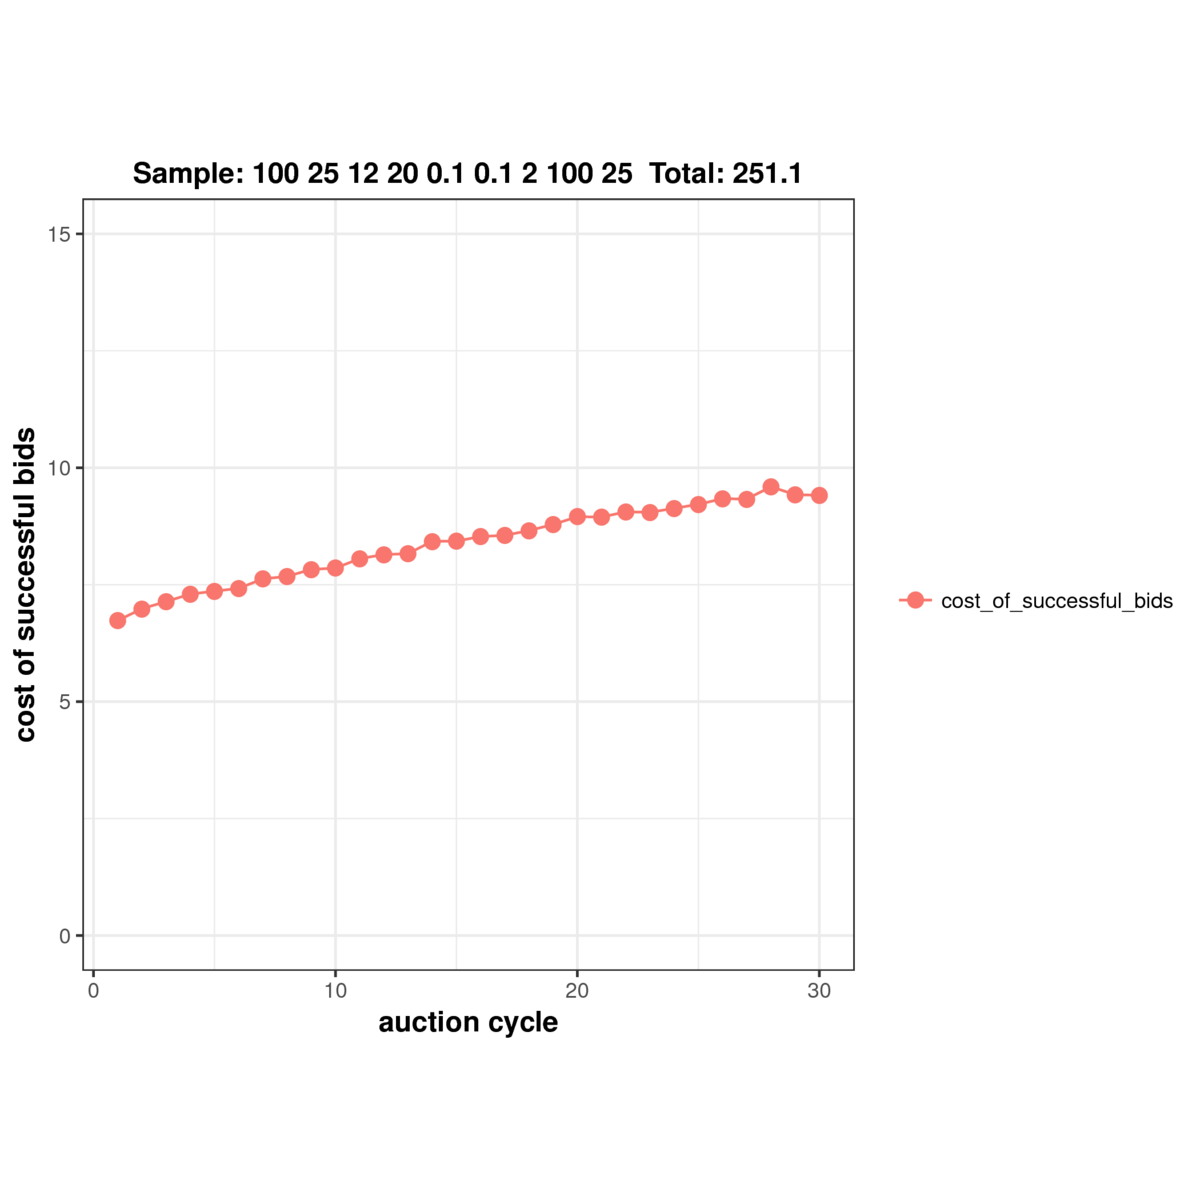 Sample: 100 25 12 20 0.1 0.1 2 100 25  Total: 251.1
15
10
5
0
cost of successful bids
0 10 20 30
auction cycle
cost_of_successful_bids